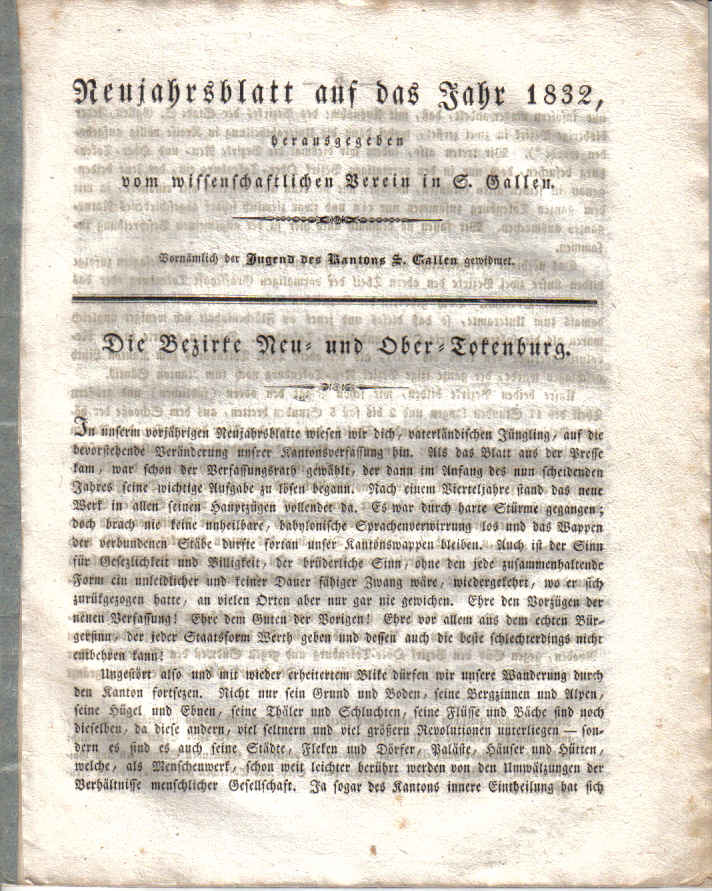 Neujahrsblatt auf das Jahr 1832,
herausgegeben
vom wissenschaftlichen Verein in S. Gallen.
Vornämlich der Jugend des Kantons S. Gallen gewidmet.
Die Bezirke Neu- und Ober-Tokenburg.
In unserm vorjährigen Neujahrsblatte wiesen wir dich, vaterländischen Jüngling, auf die
bevorstehende Veränderung unsrer Kantonsverfassung hin. Als das Blatt aus der Presse
kam, war schon der Verfassungsrath gewählt, der dann im Anfang des nun scheidenden
Jahres seine wichtige Aufgabe zu lösen begann. Nach einem Vierteljahre stand das neue
Werk in allen seinen Hauptzügen vollendet da. Es war durch harte Stürme gegangen;
doch brach nie keine unheilbare, babylonische Sprachenverwirrung los und das Wappen
der verbundenen Stäbe durfte fortan unser Kantonswappen bleiben. Auch ist der Sinn
für Gesezlichkeit und Billigkeit, der brüderliche Sinn, ohne den jede zusammenhaltende
Form ein unleidlicher und keiner Dauer fähiger Zwang wäre, wiedergekehrt, wo er sich
zurükgezogen hatte, an vielen Orten aber nur gar nie gewichen. Ehre den Vorzügen der
neuen Verfassung! Ehre dem Guten der Vorigen! Ehre vor allem aus dem echten Bür-
gersinn, der jeder Staatsform Werth geben und dessen auch die beste schlechterdings nicht
entbehren kann!
Ungestört also und mit wieder erheitertem Blike dürfen wir unsere Wanderung durch
den Kanton fortsezen. Nicht nur sein Grund und Boden, seine Bergzinnen und Alpen,
seine Hügel und Ebnen, seine Thäler und Schluchten, seine Flüsse und Bäche sind noch
dieselben, da diese andern, viel seltnern und viel größern Revolutionen unterliegen — son-
dern es sind es auch seine Städte, Fleken und Dörfer, Paläste, Häuser und Hütten,
welche, als Menschenwerk, schon weit leichter berührt werden von den Umwälzungen der
Verhältnisse menschlicher Gesellschaft. Ja sogar des Kantons innere Eintheilung hat sich